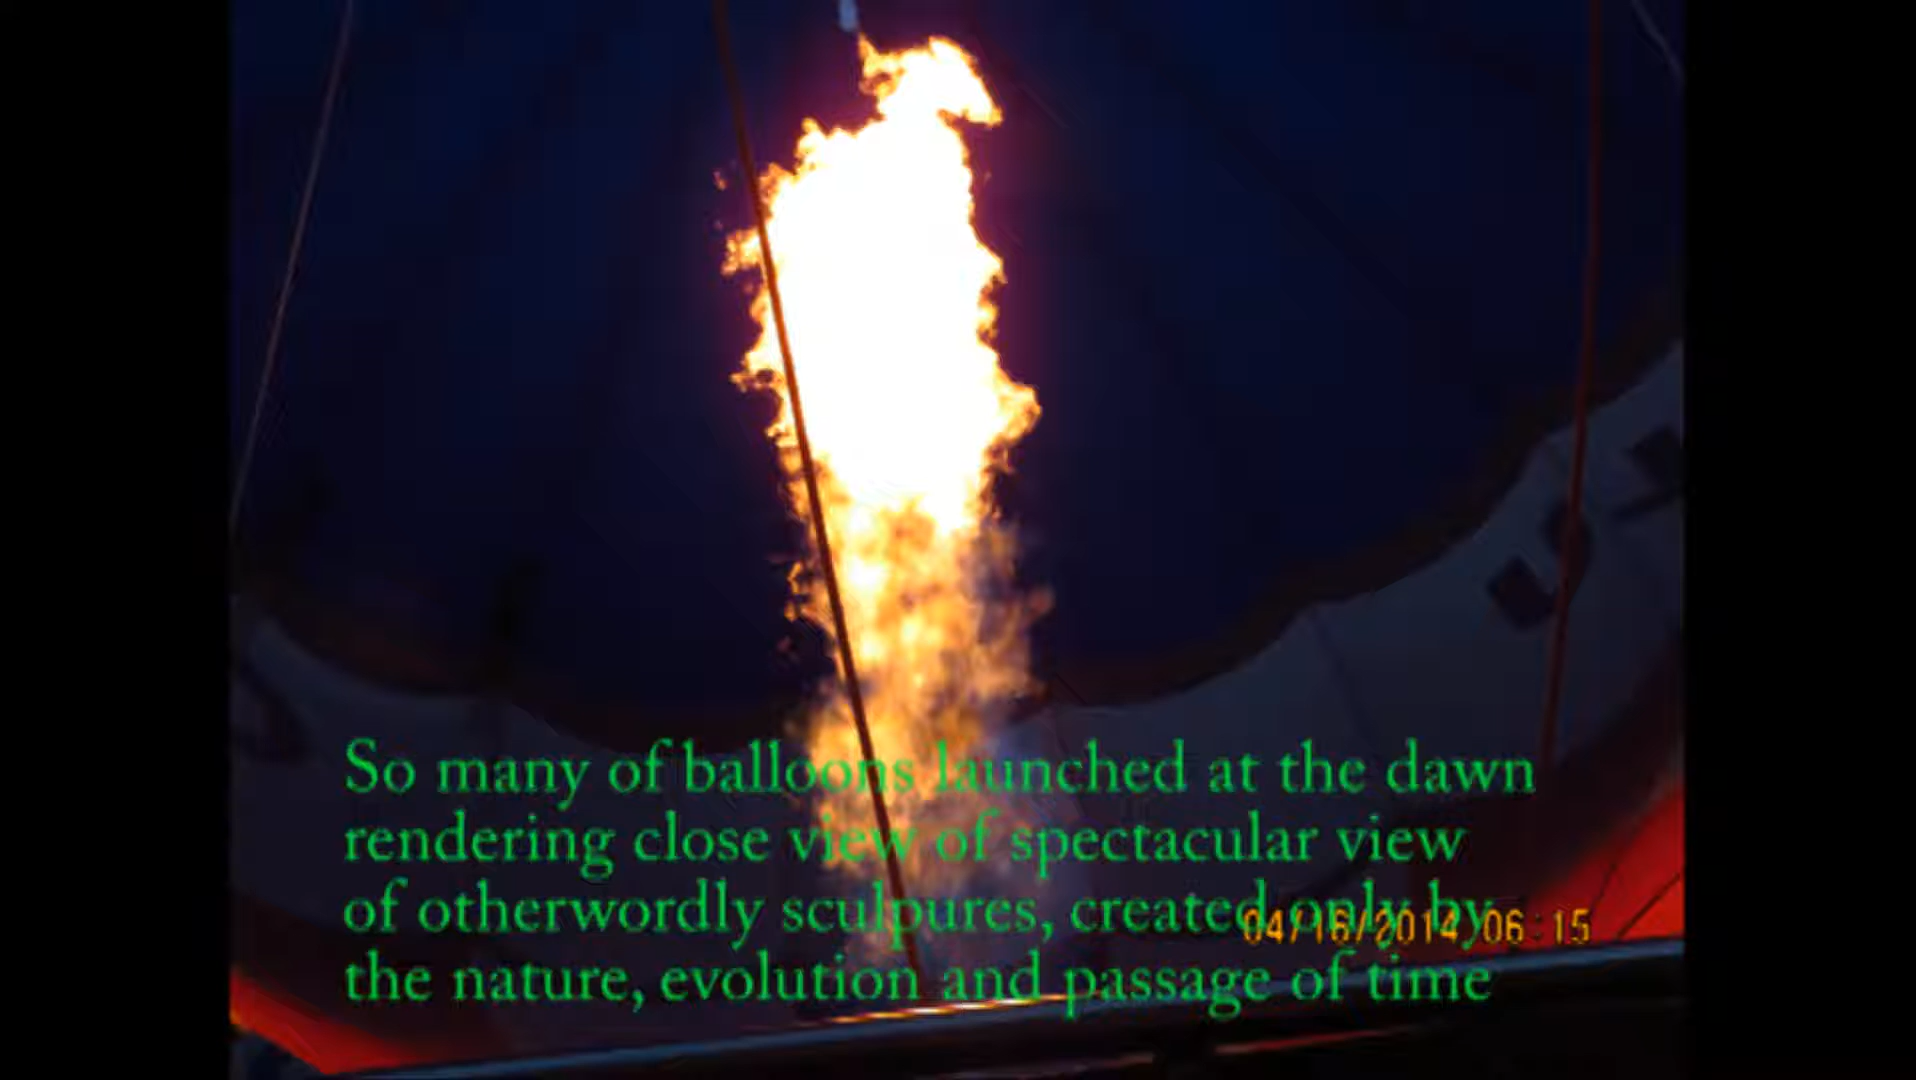 So many of balloons launched at the dawn
rendering close view of spectacular view
of otherwordly sculpures, created only by
04/16/2014 06:15
the nature, evolution and passage of time